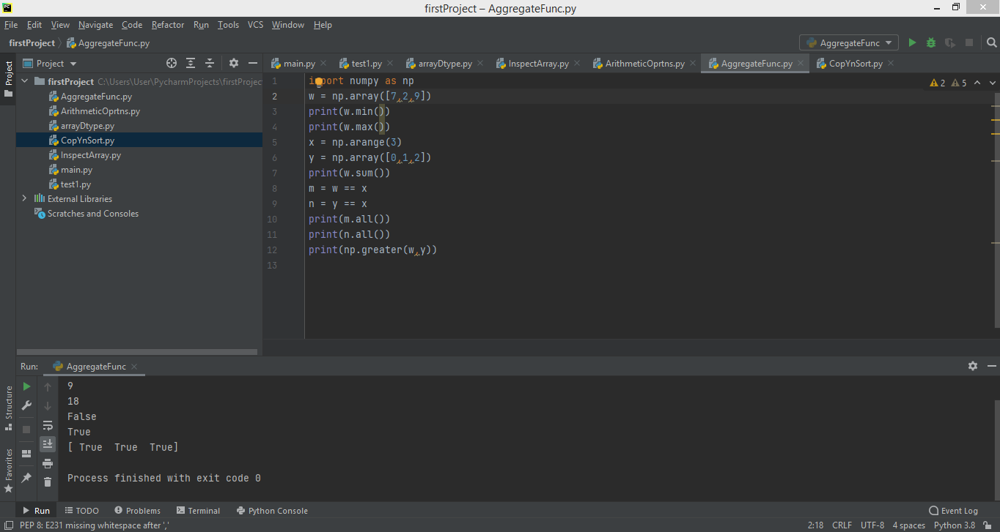 PC
firstProject – AggregateFunc.py
File Edit View Navigate Code Refactor Run Tools VCS Window Help
firstProject AggregateFunc.py AggregateFunc
Project
Project
main.py test1.py arrayDtype.py InspectArray.py ArithmeticOprtns.py AggregateFunc.py CopYnSort.py
firstProject C:\Users\User\PycharmProjects\firstProjec
AggregateFunc.py
ArithmeticOprtns.py
arrayDtype.py
CopYnSort.py
InspectArray.py
main.py
test1.py
External Libraries
Scratches and Consoles
2 5
1 import numpy as np
2 w = np.array([7,2,9])
3 print(w.min())
4 print(w.max())
5 x = np.arange(3)
6 y = np.array([0,1,2])
7 print(w.sum())
8 m = w == x
9 n = y == x
10 print(m.all())
11 print(n.all())
12 print(np.greater(w,y))
13
Run: AggregateFunc
9
18
False
True
[ True  True  True]
Process finished with exit code 0
Structure
Favorites
Run TODO Problems Terminal Python Console Event Log
PEP 8: E231 missing whitespace after ',' 2:18 CRLF UTF-8 4 spaces Python 3.8